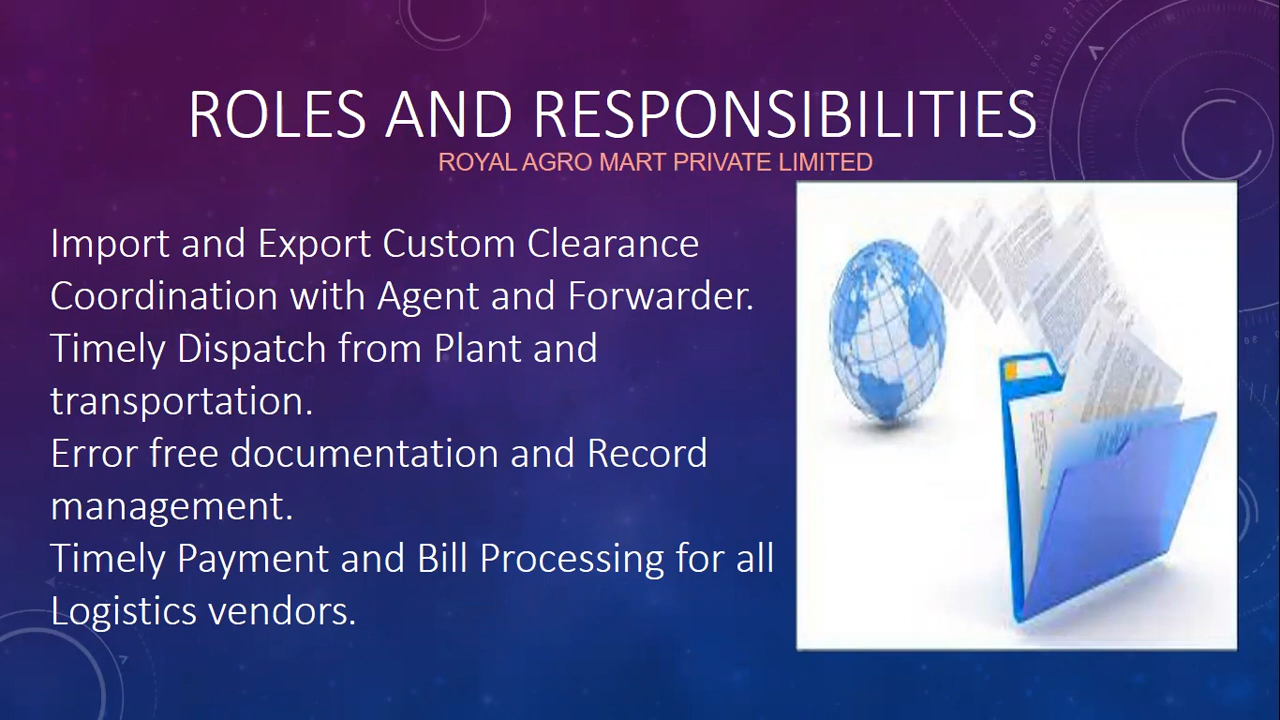 ROLES AND RESPONSIBILITIES
ROYAL AGRO MART PRIVATE LIMITED
Import and Export Custom Clearance
Coordination with Agent and Forwarder.
Timely Dispatch from Plant and
transportation.
Error free documentation and Record
management.
Timely Payment and Bill Processing for all
Logistics vendors.